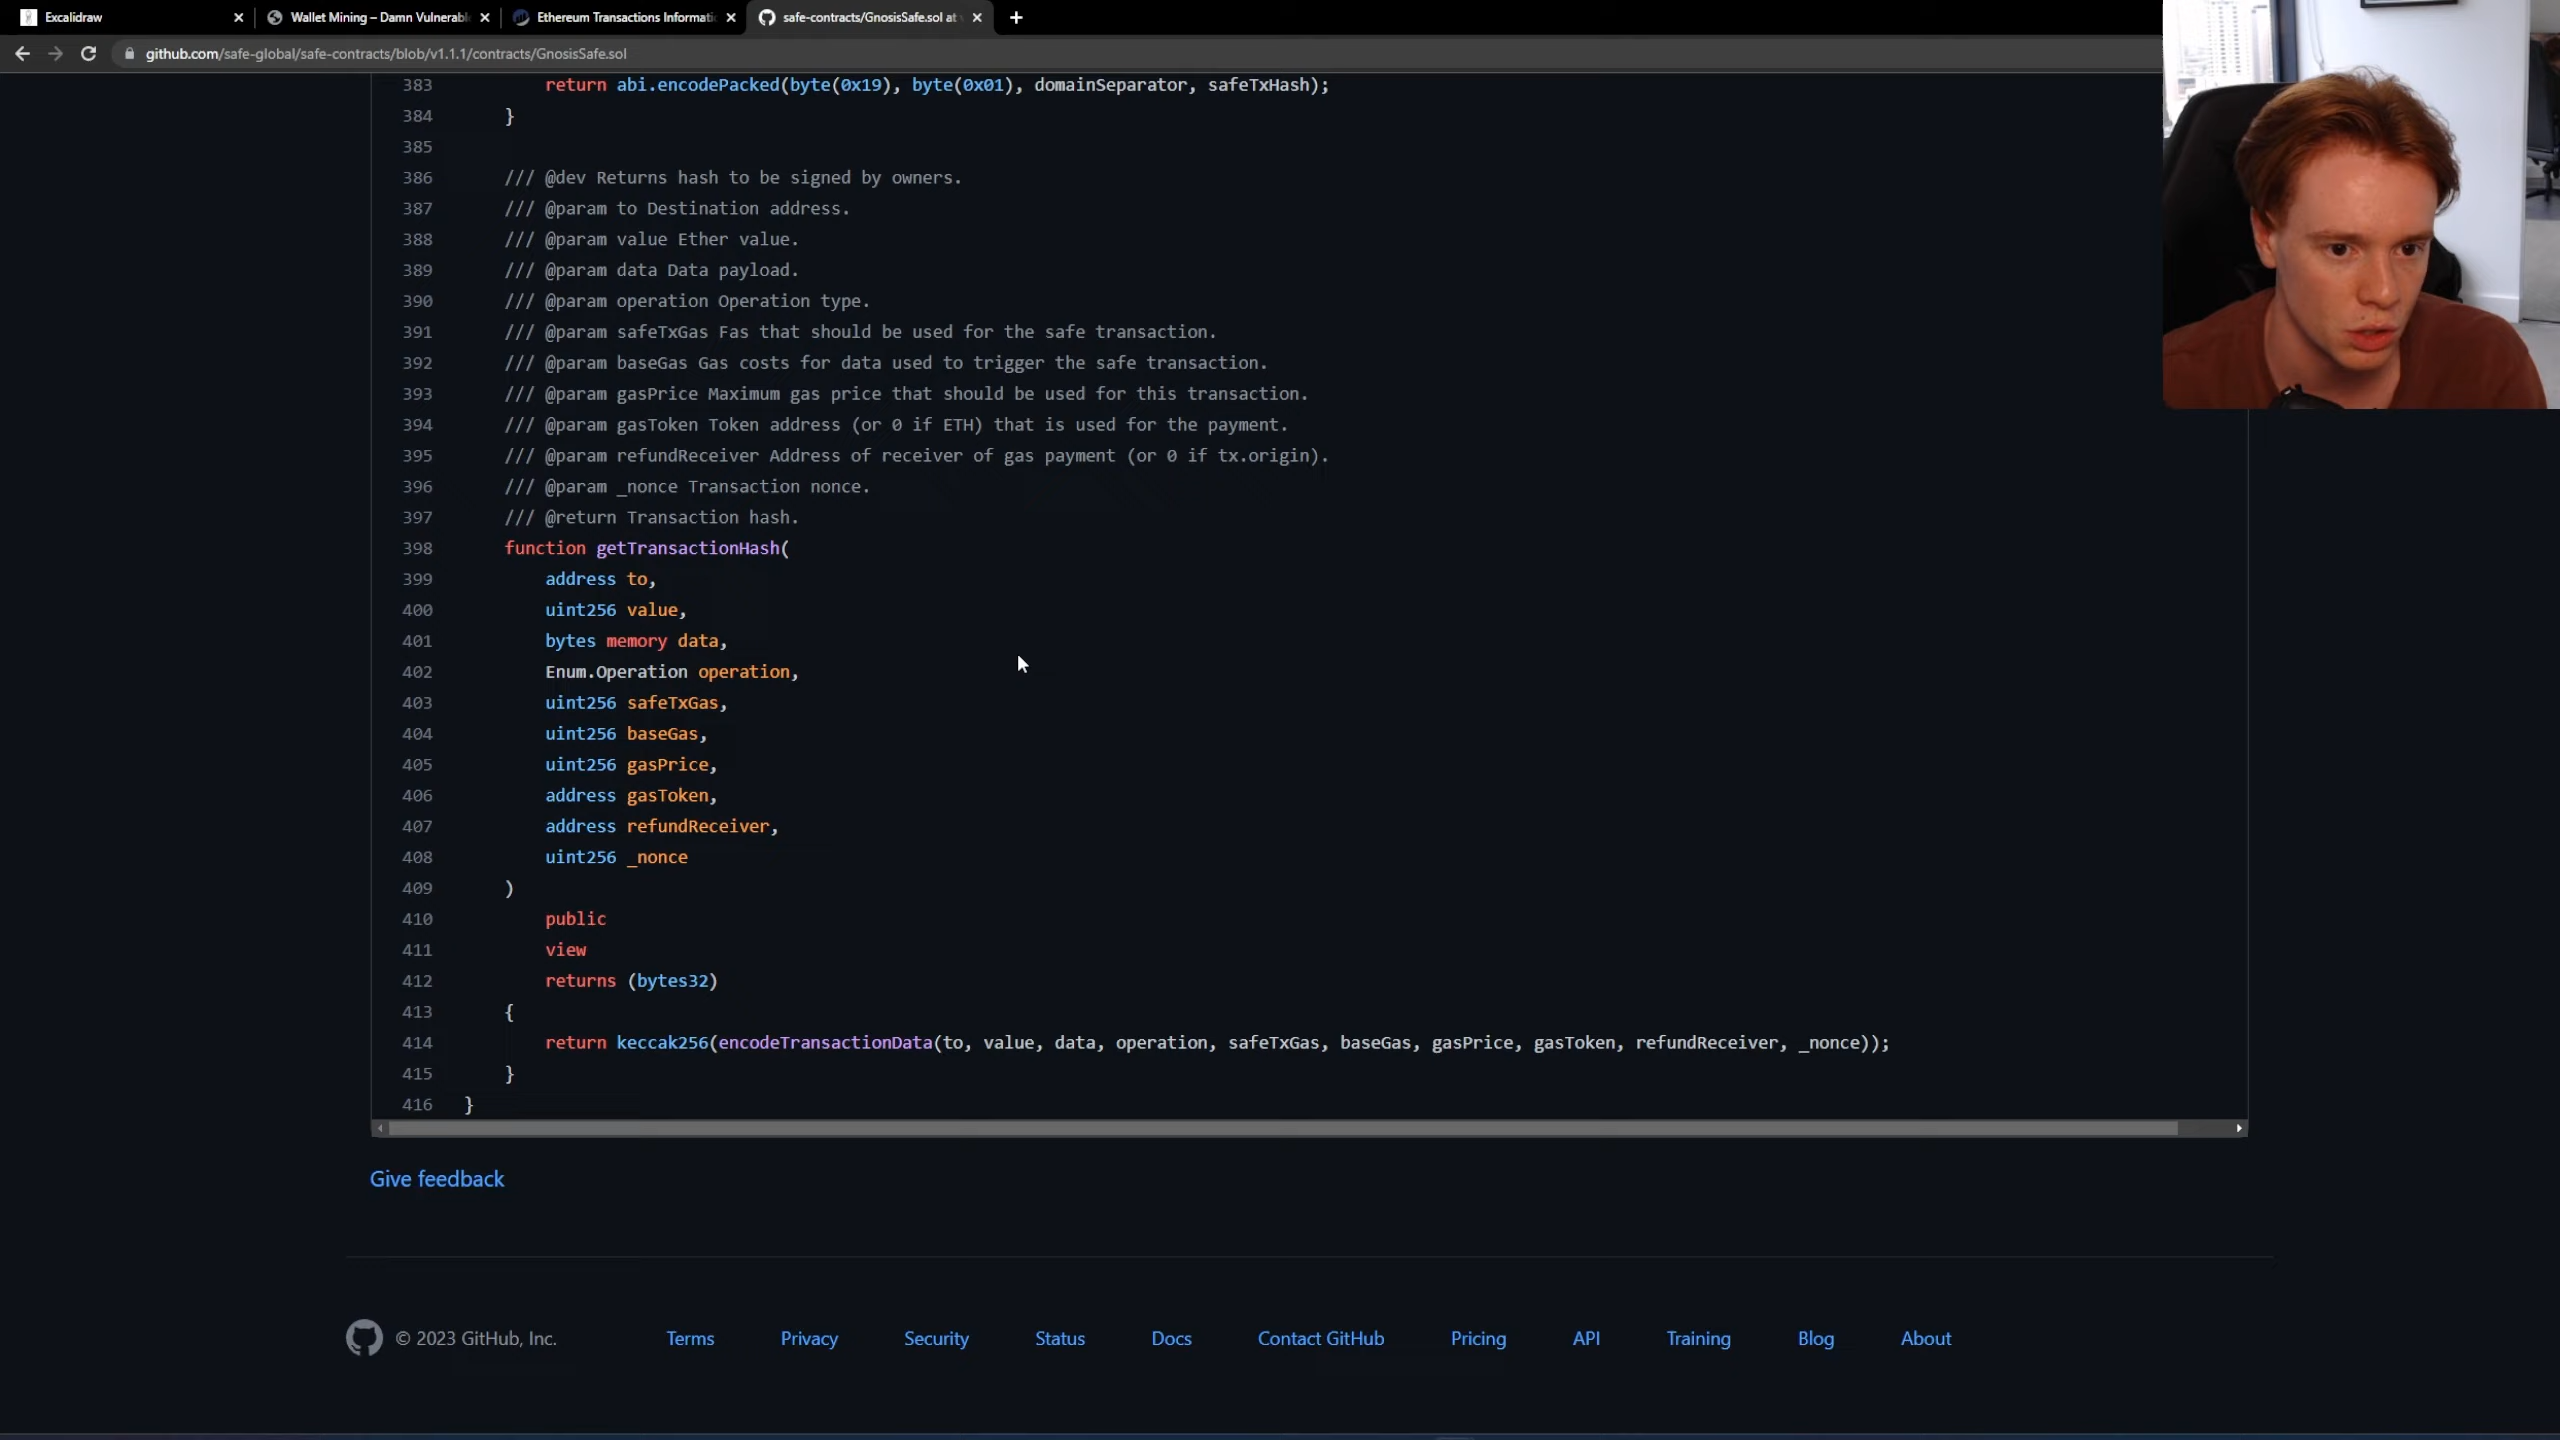 Excalidraw
Wallet Mining – Damn Vulnerabl
Ethereum Transactions Informati
safe-contracts/GnosisSafe.sol at
github.com/safe-global/safe-contracts/blob/v1.1.1/contracts/GnosisSafe.sol
383 return abi.encodePacked(byte(0x19), byte(0x01), domainSeparator, safeTxHash);
384 }
385
386 /// @dev Returns hash to be signed by owners.
387 /// @param to Destination address.
388 /// @param value Ether value.
389 /// @param data Data payload.
390 /// @param operation Operation type.
391 /// @param safeTxGas Fas that should be used for the safe transaction.
392 /// @param baseGas Gas costs for data used to trigger the safe transaction.
393 /// @param gasPrice Maximum gas price that should be used for this transaction.
394 /// @param gasToken Token address (or 0 if ETH) that is used for the payment.
395 /// @param refundReceiver Address of receiver of gas payment (or 0 if tx.origin).
396 /// @param _nonce Transaction nonce.
397 /// @return Transaction hash.
398 function getTransactionHash(
399 address to,
400 uint256 value,
401 bytes memory data,
402 Enum.Operation operation,
403 uint256 safeTxGas,
404 uint256 baseGas,
405 uint256 gasPrice,
406 address gasToken,
407 address refundReceiver,
408 uint256 _nonce
409 )
410 public
411 view
412 returns (bytes32)
413 {
414 return keccak256(encodeTransactionData(to, value, data, operation, safeTxGas, baseGas, gasPrice, gasToken, refundReceiver, _nonce));
415 }
416 }
Give feedback
© 2023 GitHub, Inc. Terms Privacy Security Status Docs Contact GitHub Pricing API Training Blog About